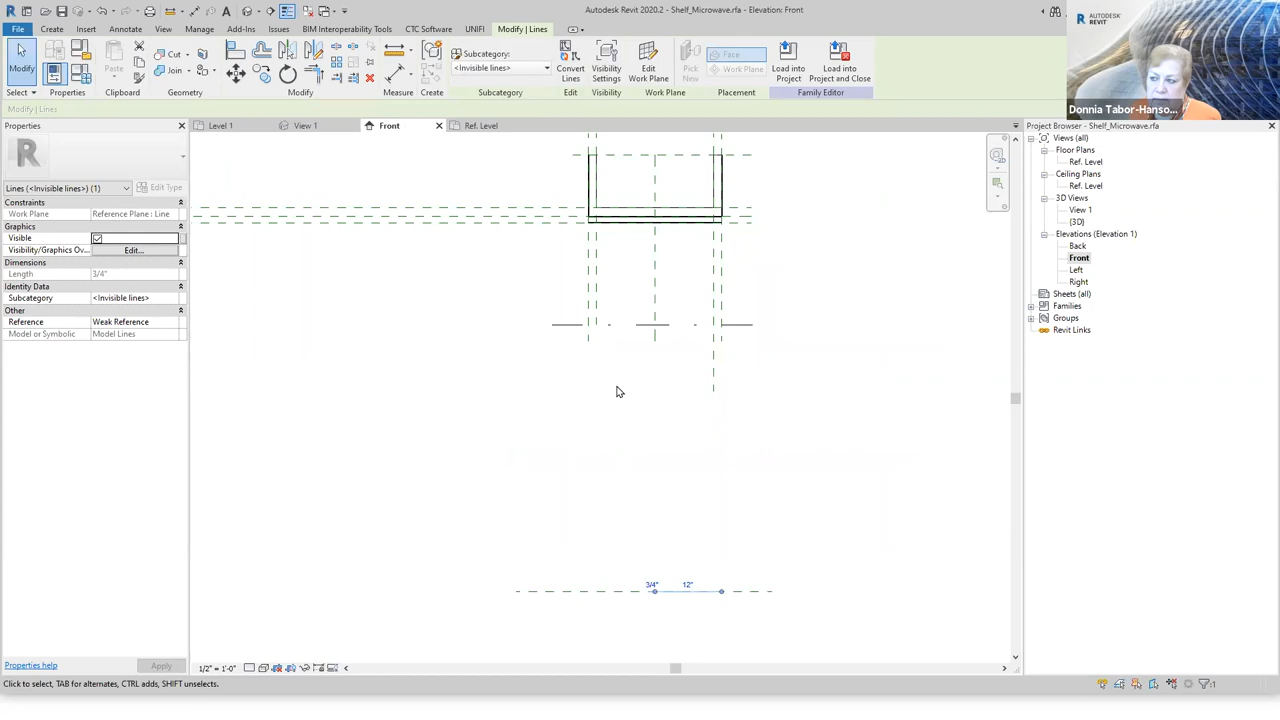 Autodesk Revit 2020.2 - Shelf_Microwave.rfa - Elevation: Front
File Create Insert Annotate View Manage Add-Ins Issues BIM Interoperability Tools CTC Software UNIFI Modify | Lines
Modify
Select
Properties
Paste
Clipboard
Cut
Join
Geometry
Modify
Measure
Create
Subcategory:
<Invisible lines>
Subcategory
Convert
Lines
Edit
Visibility
Settings
Visibility
Edit
Work Plane
Work Plane
Pick
New
Face
Work Plane
Placement
Load into
Project
Load into
Project and Close
Family Editor
AUTODESK
REVIT
Donnia Tabor-Hanso...
Modify | Lines
Properties
Level 1
View 1
Front
Ref. Level
Project Browser - Shelf_Microwave.rfa
R
Lines (<Invisible lines>) (1)
Edit Type
Constraints
Work Plane Reference Plane : Line
Graphics
Visible
Visibility/Graphics Ov... Edit...
Dimensions
Length 3/4"
Identity Data
Subcategory <Invisible lines>
Other
Reference Weak Reference
Model or Symbolic Model Lines
Properties help
Apply
3/4" 12"
Views (all)
Floor Plans
Ref. Level
Ceiling Plans
Ref. Level
3D Views
View 1
{3D}
Elevations (Elevation 1)
Back
Front
Left
Right
Sheets (all)
Families
Groups
Revit Links
1/2" = 1'-0"
Click to select, TAB for alternates, CTRL adds, SHIFT unselects.
:1